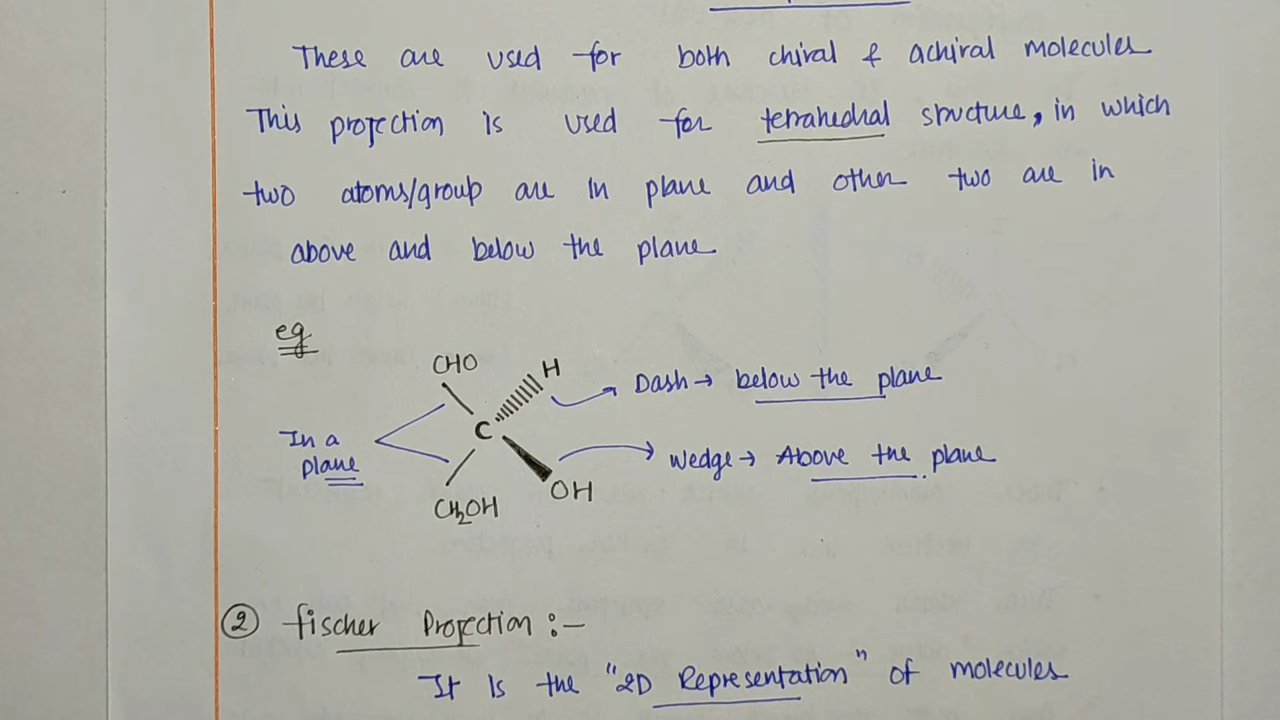 These are used for both chiral & achiral molecules
This projection is used for tetrahedral structure, in which
two atoms/group are in plane and other two are in
above and below the plane
eg
CHO
H
Dash → below the plane
C
In a
plane
Wedge → Above the plane
OH
CH2OH
② fischer Projection :-
It is the "2D Representation" of molecules